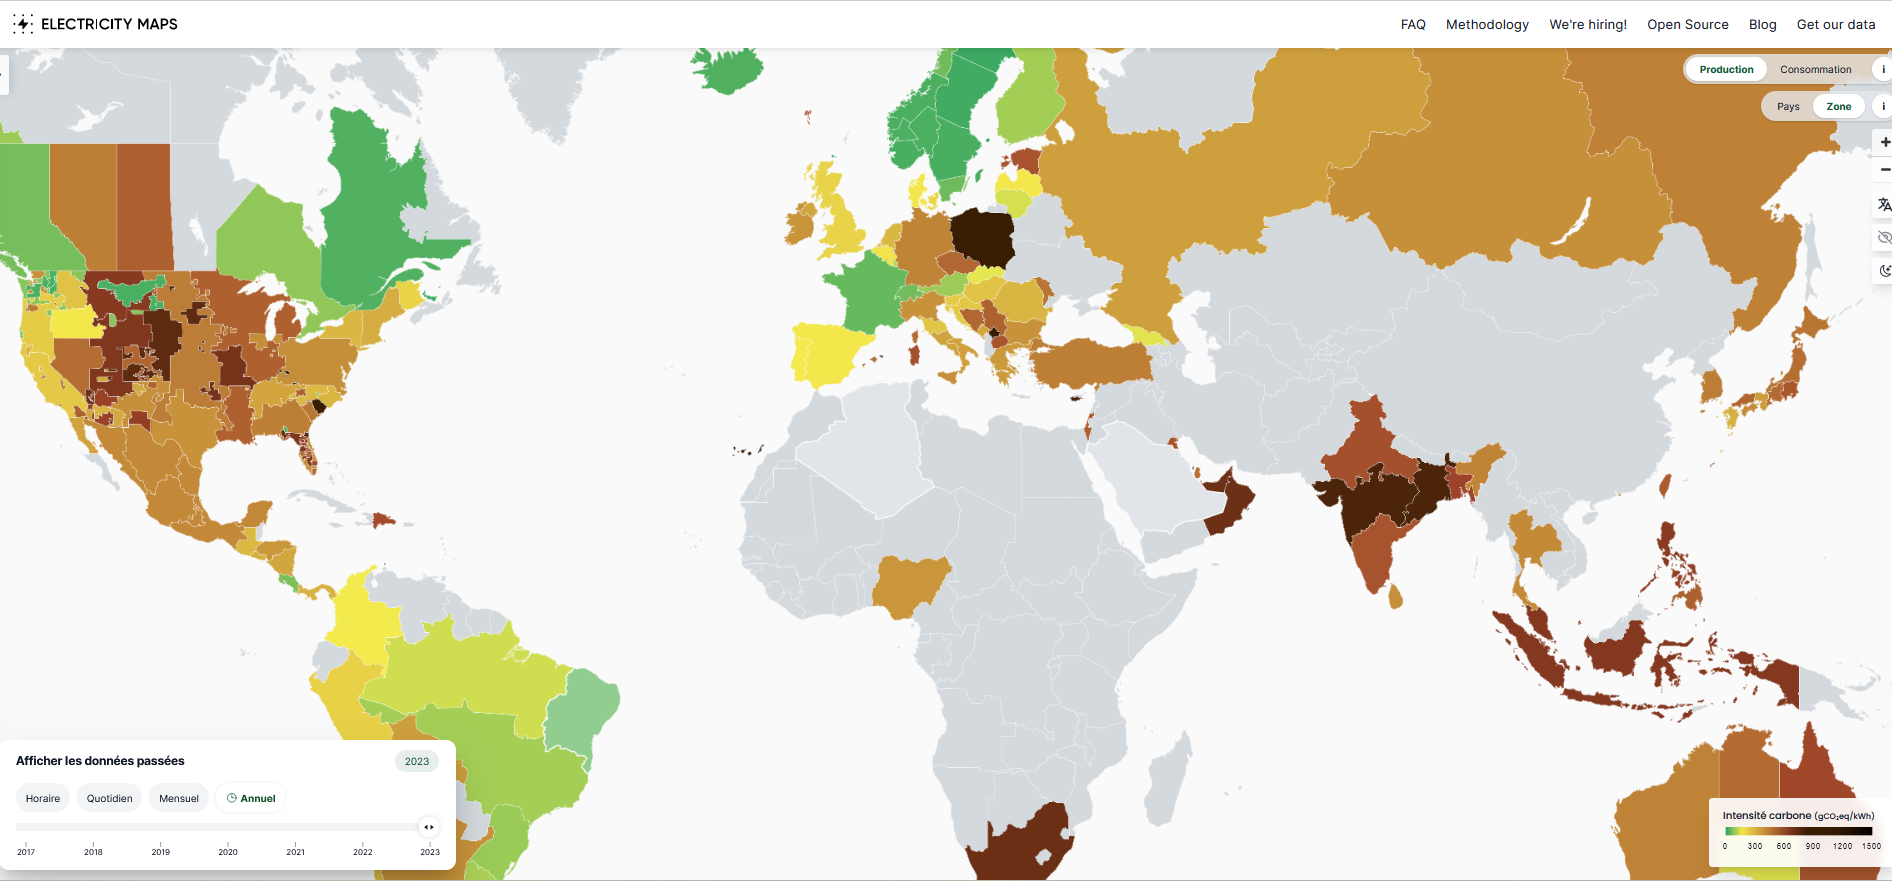 ELECTRICITY MAPS
FAQ Methodology We're hiring! Open Source Blog Get our data
Production Consommation i
Pays Zone i
Afficher les données passées 2023
Horaire Quotidien Mensuel Annuel
2017 2018 2019 2020 2021 2022 2023
Intensité carbone (gCO₂eq/kWh)
0 300 600 900 1200 1500